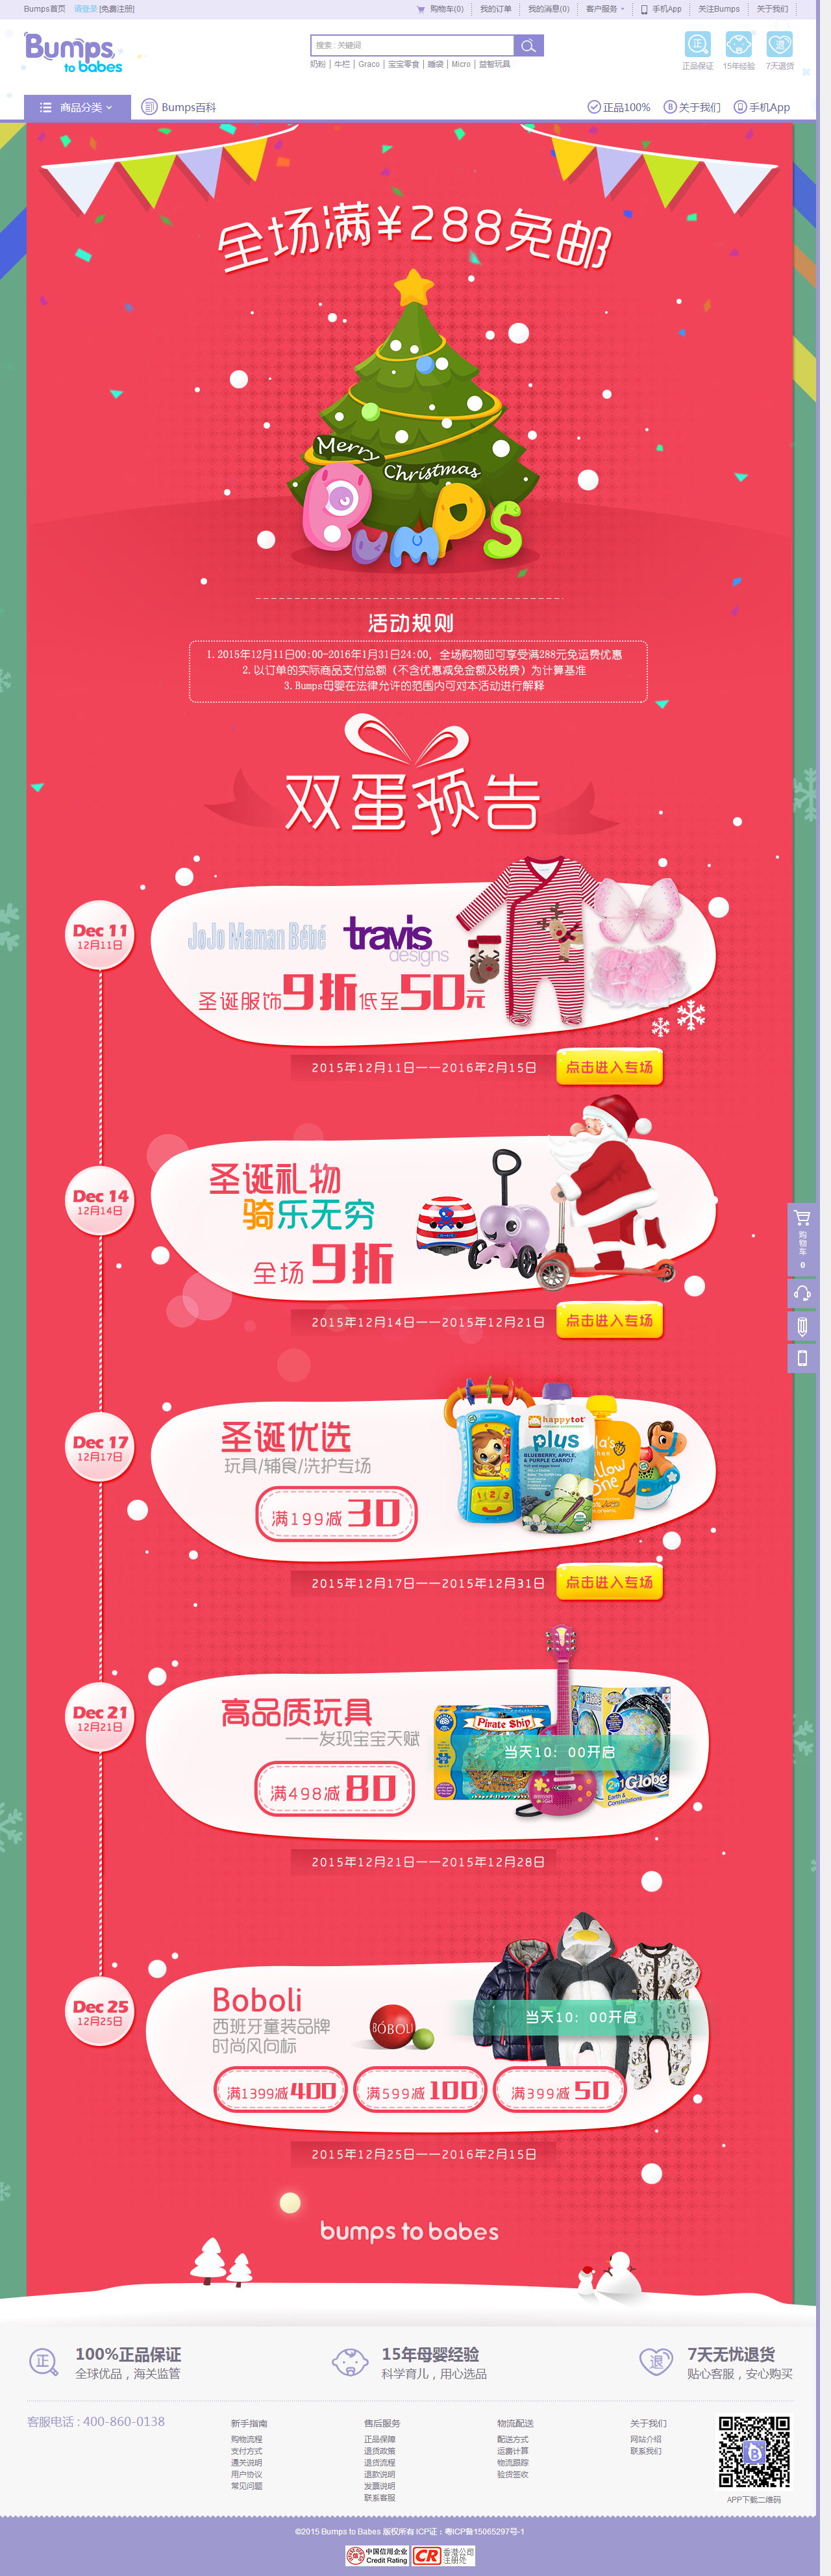 Bumps首页 请登录 [免费注册] 购物车(0) 我的订单 我的消息(0) 客户服务 手机App 关注Bumps 关于我们
Bumps
to babes
搜索:关键词
奶粉 | 牛栏 | Graco | 宝宝零食 | 睡袋 | Micro | 益智玩具
正 退
正品保证 15年经验 7天退货
商品分类 Bumps百科 正品100% 关于我们 手机App
全场满¥288免邮
Merry
Christmas
BUMPS
活动规则
1.2015年12月11日00:00-2016年1月31日24:00, 全场购物即可享受满288元免运费优惠
2.以订单的实际商品支付总额（不含优惠减免金额及税费）为计算基准
3.Bumps母婴在法律允许的范围内可对本活动进行解释
双蛋预告
Dec 11
12月11日
JoJo Maman Bébé travis
designs
圣诞服饰9折低至50元
2015年12月11日——2016年2月15日
点击进入专场
Dec 14
12月14日
圣诞礼物
骑乐无穷
全场9折
2015年12月14日——2015年12月21日
点击进入专场
购物车
0
Dec 17
12月17日
圣诞优选
玩具/辅食/洗护专场
满199减30
happytot
plus
BLUEBERRY, APPLE,
& PURPLE CARROT
1 2 3
2015年12月17日——2015年12月31日
点击进入专场
Dec 21
12月21日
高品质玩具
——发现宝宝天赋
满498减80
Pirate Ship
当天10：00开启
2in1 Globe
Earth &
Constellations
2015年12月21日——2015年12月28日
Dec 25
12月25日
Boboli
西班牙童装品牌
时尚风向标
BÓBOLI
当天10：00开启
满1399减400 满599减100 满399减50
2015年12月25日——2016年2月15日
bumps to babes
正 100%正品保证
全球优品，海关监管
15年母婴经验
科学育儿，用心选品
退 7天无忧退货
贴心客服，安心购买
客服电话：400-860-0138
新手指南
购物流程
支付方式
通关说明
用户协议
常见问题
售后服务
正品保障
退货政策
退货流程
退款说明
发票说明
联系客服
物流配送
配送方式
运费计算
物流跟踪
验货签收
关于我们
网站介绍
联系我们
B
APP下载二维码
©2015 Bumps to Babes 版权所有 ICP证：粤ICP备15065297号-1
中国信用企业
Credit Rating
CR 香港公司
注册处